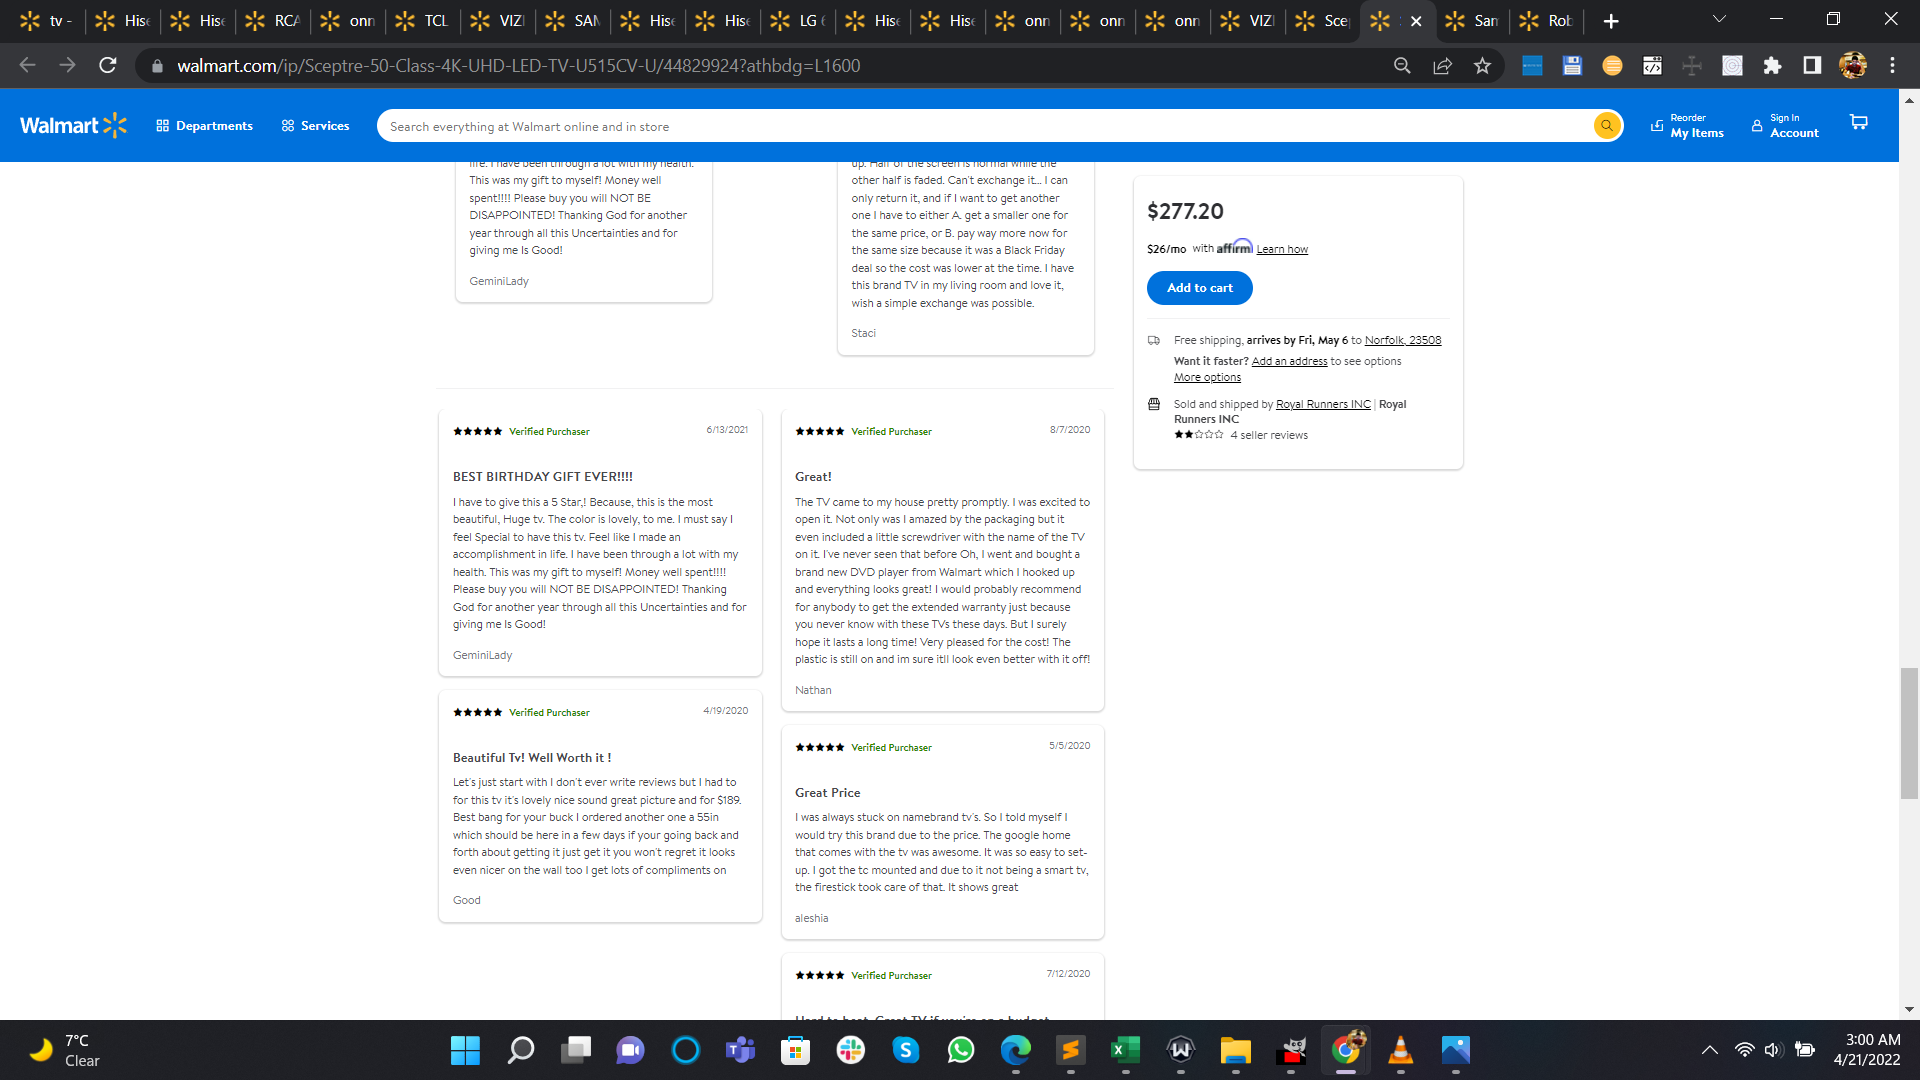 tv -
Hise
Hise
RCA
onn
TCL
VIZI
SAM
Hise
Hise
LG 6
Hise
Hise
onn
onn
onn
VIZI
Scep
Sam
Rob
walmart.com/ip/Sceptre-50-Class-4K-UHD-LED-TV-U515CV-U/44829924?athbdg=L1600
Walmart
Departments
Services
Search everything at Walmart online and in store
Reorder
My Items
Sign In
Account
life. I have been through a lot with my health.
This was my gift to myself! Money well
spent!!!! Please buy you will NOT BE
DISAPPOINTED! Thanking God for another
year through all this Uncertainties and for
giving me Is Good!
GeminiLady
up. Half of the screen is normal while the
other half is faded. Can't exchange it... I can
only return it, and if I want to get another
one I have to either A. get a smaller one for
the same price, or B. pay way more now for
the same size because it was a Black Friday
deal so the cost was lower at the time. I have
this brand TV in my living room and love it,
wish a simple exchange was possible.
Staci
$277.20
$26/mo with affirm Learn how
Add to cart
Free shipping, arrives by Fri, May 6 to Norfolk, 23508
Want it faster? Add an address to see options
More options
Sold and shipped by Royal Runners INC | Royal
Runners INC
4 seller reviews
Verified Purchaser
6/13/2021
BEST BIRTHDAY GIFT EVER!!!!
I have to give this a 5 Star,! Because, this is the most
beautiful, Huge tv. The color is lovely, to me. I must say I
feel Special to have this tv. Feel like I made an
accomplishment in life. I have been through a lot with my
health. This was my gift to myself! Money well spent!!!!
Please buy you will NOT BE DISAPPOINTED! Thanking
God for another year through all this Uncertainties and for
giving me Is Good!
GeminiLady
Verified Purchaser
4/19/2020
Beautiful Tv! Well Worth it !
Let's just start with I don't ever write reviews but I had to
for this tv it's lovely nice sound great picture and for $189.
Best bang for your buck I ordered another one a 55in
which should be here in a few days if your going back and
forth about getting it just get it you won't regret it looks
even nicer on the wall too I get lots of compliments on
Good
Verified Purchaser
8/7/2020
Great!
The TV came to my house pretty promptly. I was excited to
open it. Not only was I amazed by the packaging but it
even included a little screwdriver with the name of the TV
on it. I've never seen that before Oh, I went and bought a
brand new DVD player from Walmart which I hooked up
and everything looks great! I would probably recommend
for anybody to get the extended warranty just because
you never know with these TVs these days. But I surely
hope it lasts a long time! Very pleased for the cost! The
plastic is still on and im sure itll look even better with it off!
Nathan
Verified Purchaser
5/5/2020
Great Price
I was always stuck on namebrand tv's. So I told myself I
would try this brand due to the price. The google home
that comes with the tv was awesome. It was so easy to set-
up. I got the tc mounted and due to it not being a smart tv,
the firestick took care of that. It shows great
aleshia
Verified Purchaser
7/12/2020
Hard to beat. Great TV if you're on a budget
7°C
Clear
3:00 AM
4/21/2022